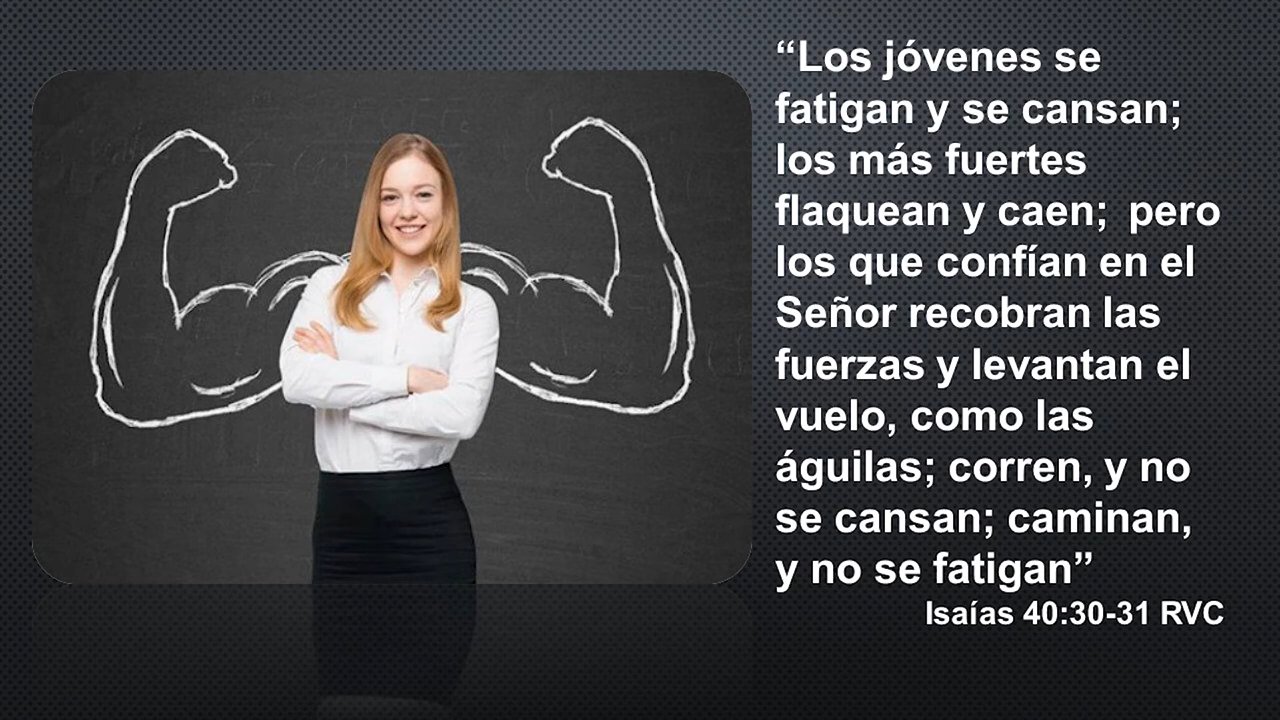 “Los jóvenes se
fatigan y se cansan;
los más fuertes
flaquean y caen; pero
los que confían en el
Señor recobran las
fuerzas y levantan el
vuelo, como las
águilas; corren, y no
se cansan; caminan,
y no se fatigan”
Isaías 40:30-31 RVC